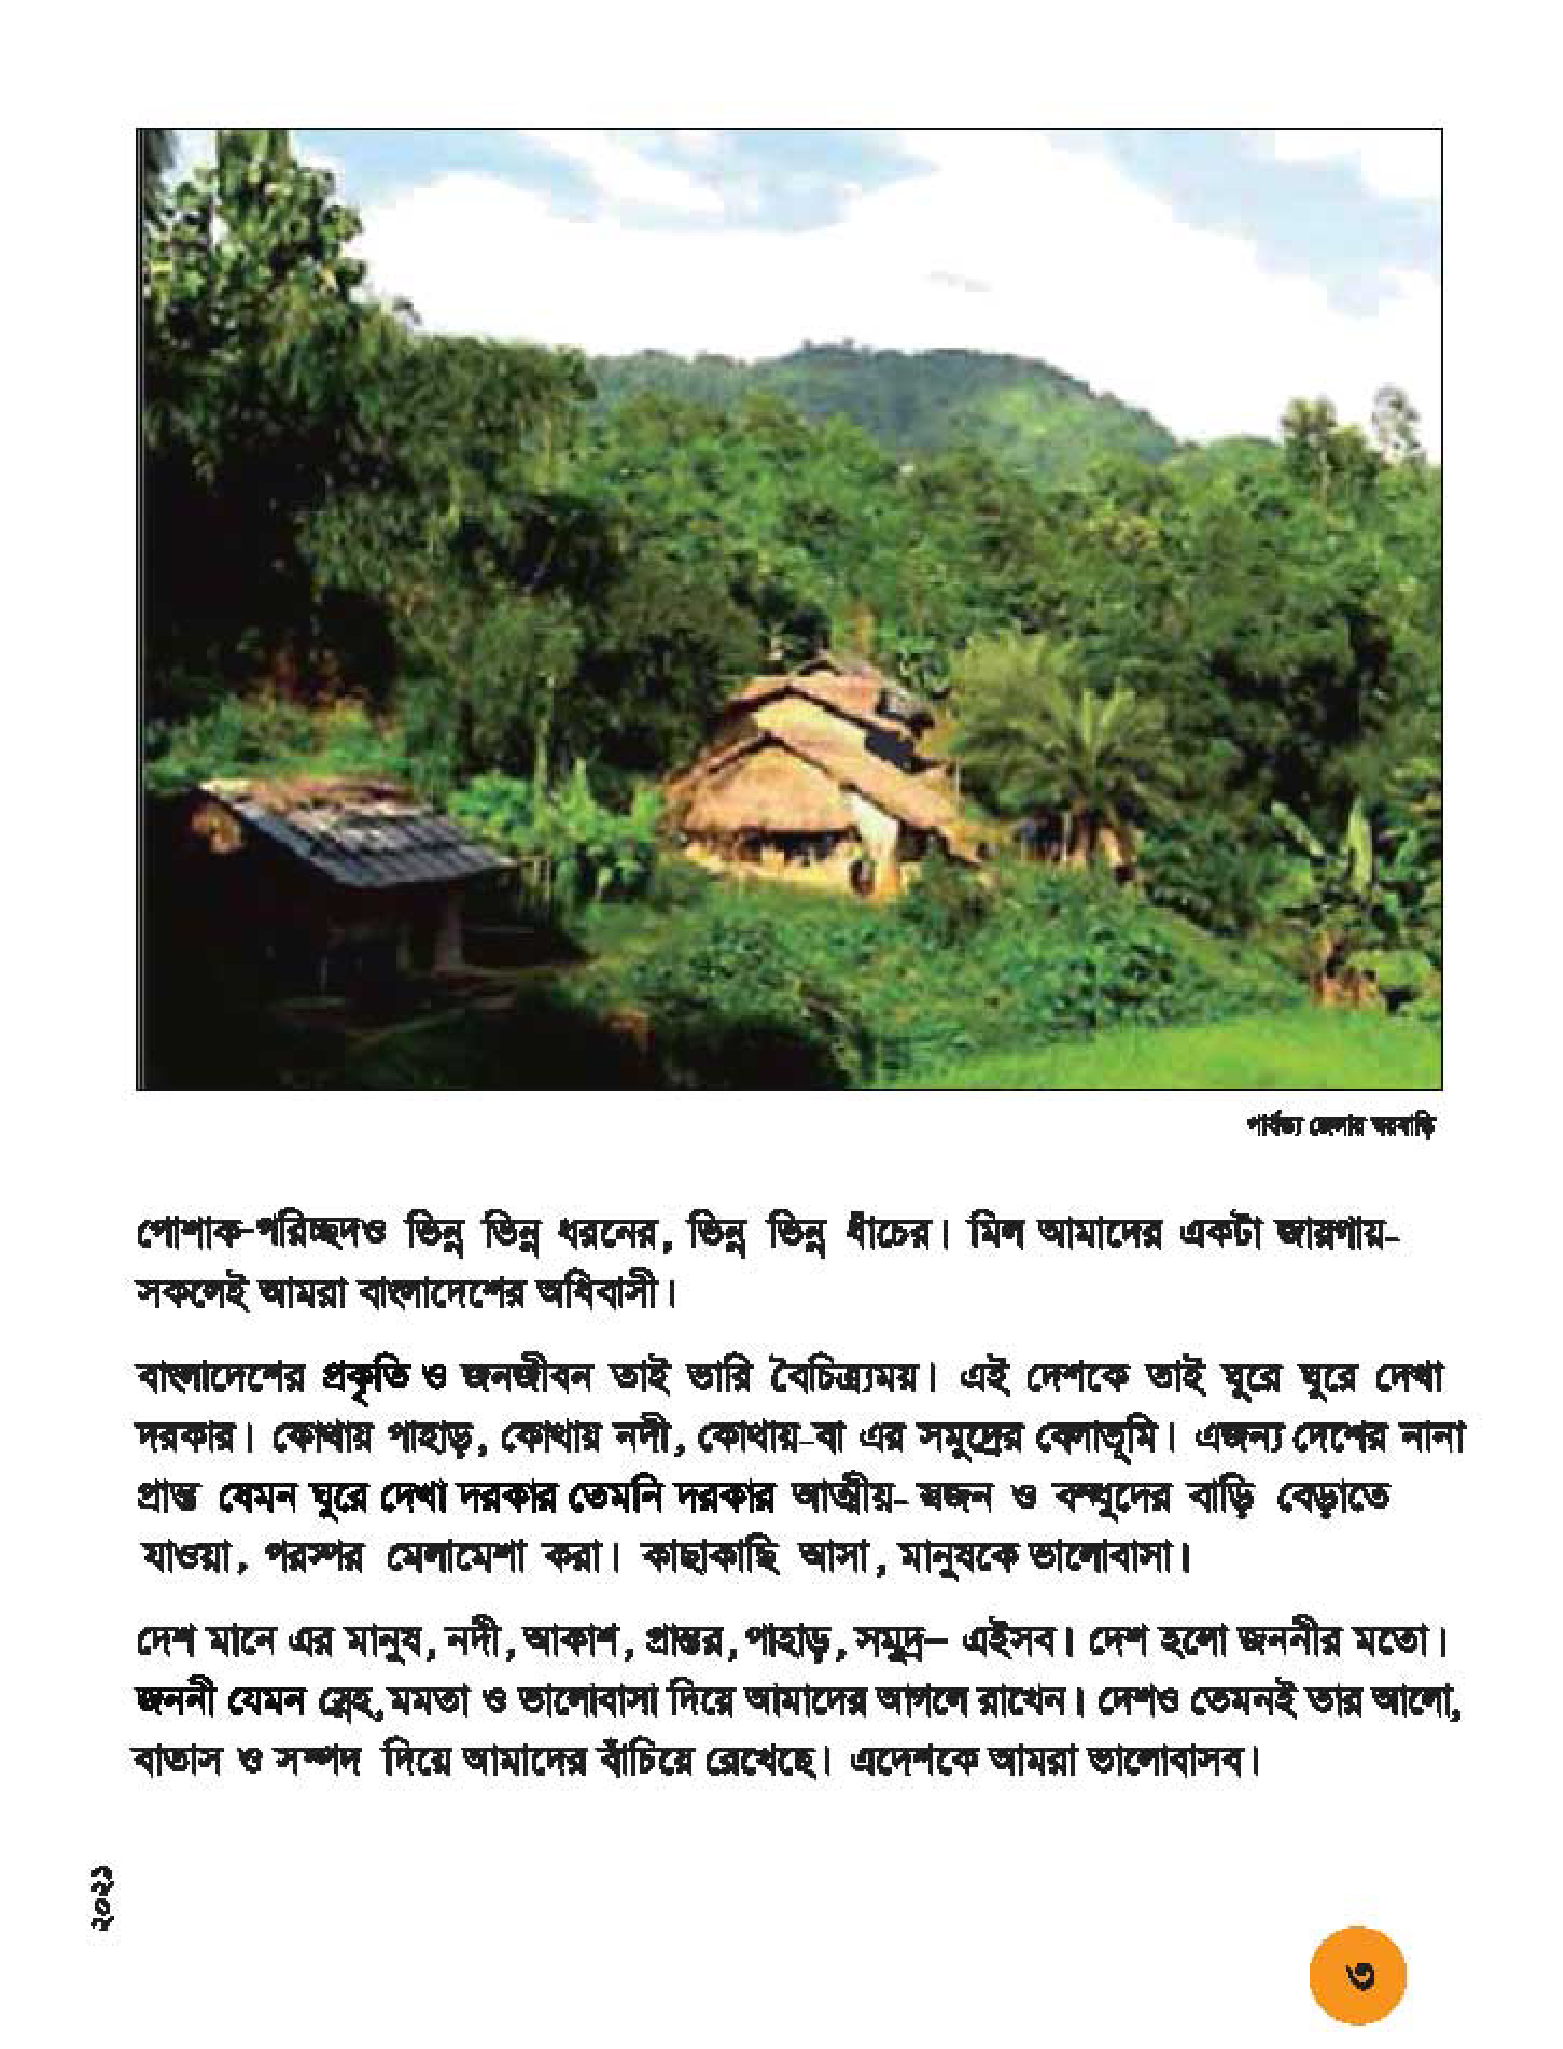 পার্বত্য জেলার ঘরবাড়ি
পোশাক-পরিচ্ছদও ভিন্ন ভিন্ন ধরনের, ভিন্ন ভিন্ন ধাঁচের। মিল আমাদের একটা জায়গায়-
সকলেই আমরা বাংলাদেশের অধিবাসী।
বাংলাদেশের প্রকৃতি ও জনজীবন তাই ভারি বৈচিত্র্যময়। এই দেশকে তাই ঘুরে ঘুরে দেখা
দরকার। কোথায় পাহাড়, কোথায় নদী, কোথায়-বা এর সমুদ্রের বেলাভূমি। এজন্য দেশের নানা
প্রান্ত যেমন ঘুরে দেখা দরকার তেমনি দরকার আত্মীয়- স্বজন ও বন্ধুদের বাড়ি বেড়াতে
যাওয়া, পরস্পর মেলামেশা করা। কাছাকাছি আসা, মানুষকে ভালোবাসা।
দেশ মানে এর মানুষ, নদী, আকাশ, প্রান্তর, পাহাড়, সমুদ্র– এইসব। দেশ হলো জননীর মতো।
জননী যেমন স্নেহ, মমতা ও ভালোবাসা দিয়ে আমাদের আগলে রাখেন। দেশও তেমনই তার আলো,
বাতাস ও সম্পদ দিয়ে আমাদের বাঁচিয়ে রেখেছে। এদেশকে আমরা ভালোবাসব।
২০২১
৩